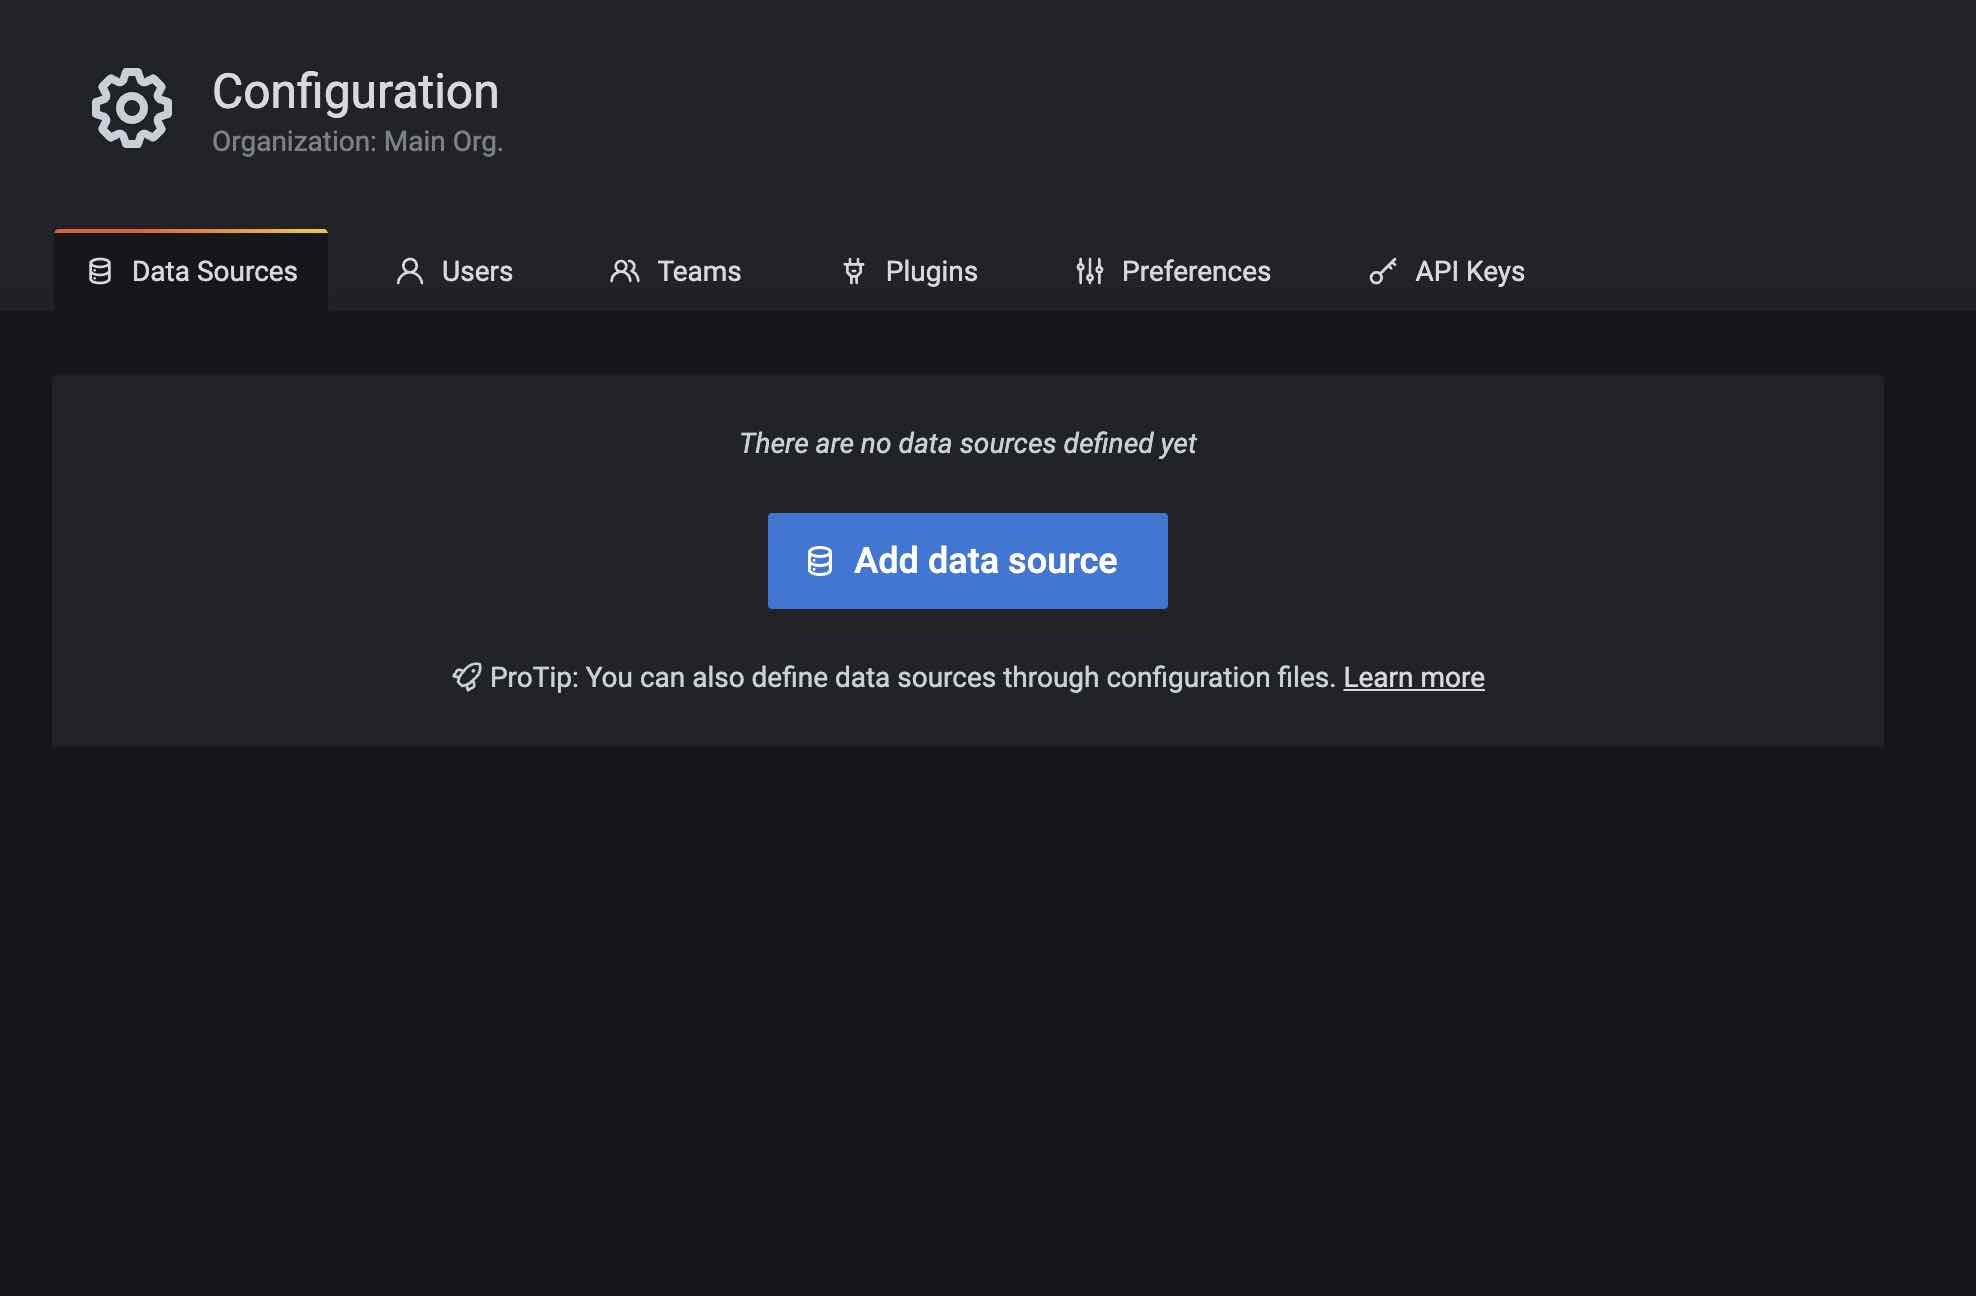 Configuration
Organization: Main Org.
Data Sources Users Teams Plugins Preferences API Keys
There are no data sources defined yet
Add data source
ProTip: You can also define data sources through configuration files. Learn more